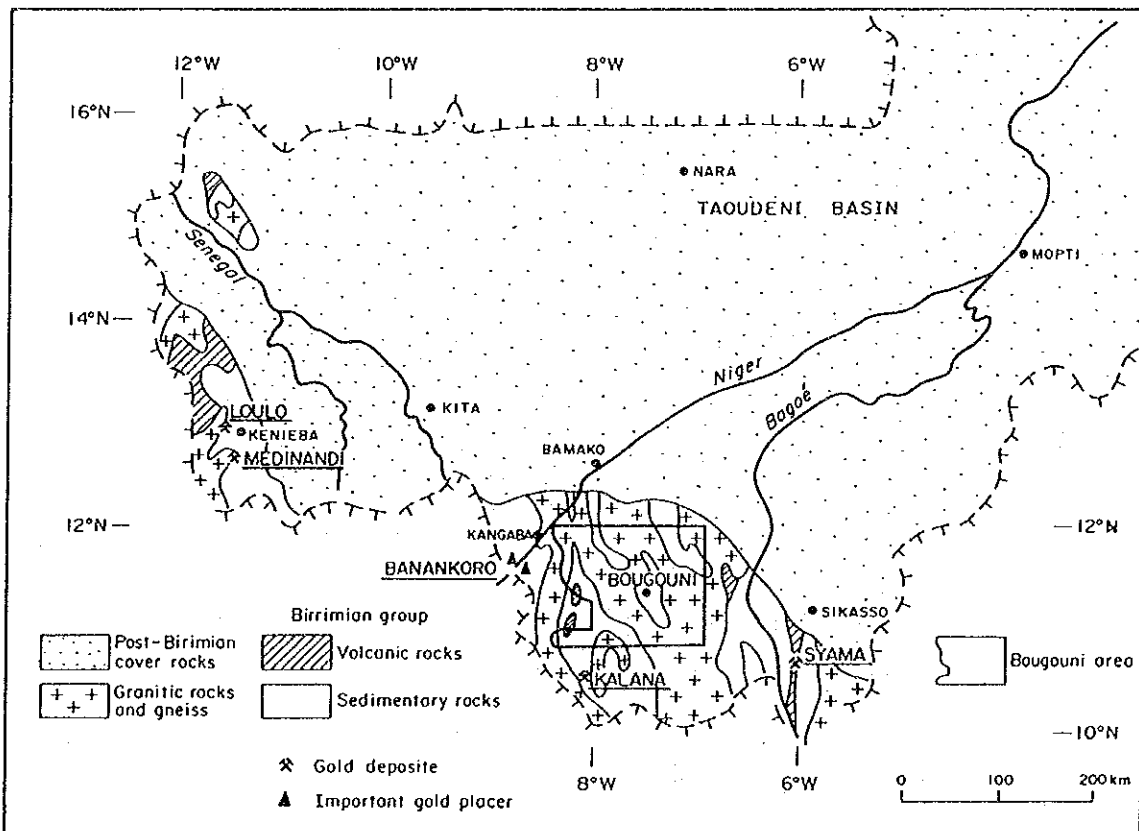 12°W
10°W
8°W
6°W
16°N
NARA
TAOUDENI BASIN
Senegal
MOPTI
14°N
Niger
Bagoé
LOULO
KITA
KENIEBA
BAMAKO
MEDINANDI
12°N
12°N
KANGABA
BANANKORO
BOUGOUNI
SIKASSO
SYAMA
KALANA
Birrimian group
Post-Birimian
cover rocks
Volcanic rocks
Bougouni area
Granitic rocks
and gneiss
Sedimentary rocks
10°N
Gold deposite
8°W
6°W
0 100 200 km
Important gold placer